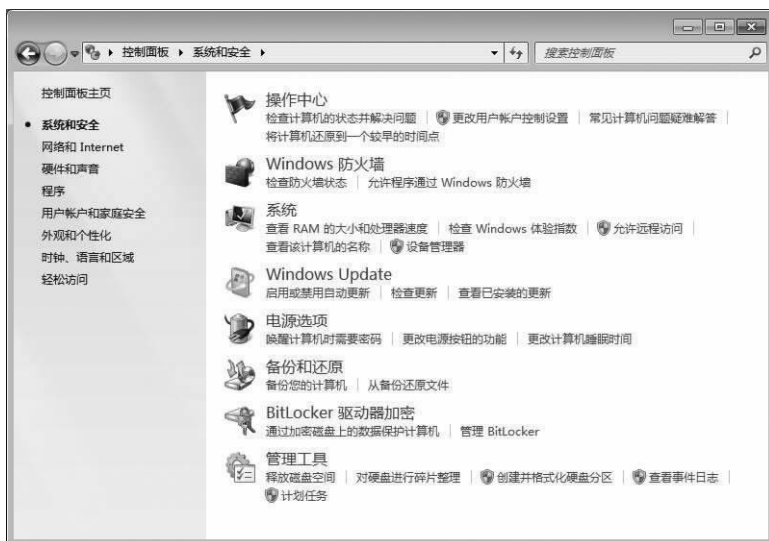 控制面板 系统和安全 搜索控制面板
控制面板主页
系统和安全
网络和 Internet
硬件和声音
程序
用户帐户和家庭安全
外观和个性化
时钟、语言和区域
轻松访问
操作中心
检查计算机的状态并解决问题 更改用户帐户控制设置 常见计算机问题疑难解答
将计算机还原到一个较早的时间点
Windows 防火墙
检查防火墙状态 允许程序通过 Windows 防火墙
系统
查看 RAM 的大小和处理器速度 检查 Windows 体验指数 允许远程访问
查看该计算机的名称 设备管理器
Windows Update
启用或禁用自动更新 检查更新 查看已安装的更新
电源选项
唤醒计算机时需要密码 更改电源按钮的功能 更改计算机睡眠时间
备份和还原
备份您的计算机 从备份还原文件
BitLocker 驱动器加密
通过加密磁盘上的数据保护计算机 管理 BitLocker
管理工具
释放磁盘空间 对硬盘进行碎片整理 创建并格式化硬盘分区 查看事件日志
计划任务